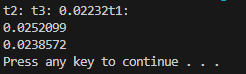 t2: t3: 0.02232t1:
0.0252099
0.0238572
Press any key to continue . . .